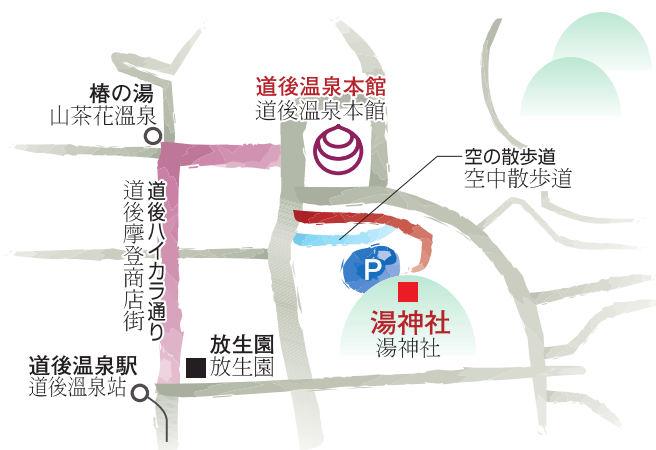 椿の湯
山茶花溫泉
道後温泉本館
道後溫泉本館
空の散歩道
空中散步道
道後ハイカラ通り
道後摩登商店街
P
湯神社
湯神社
放生園
放生園
道後温泉駅
道後溫泉站